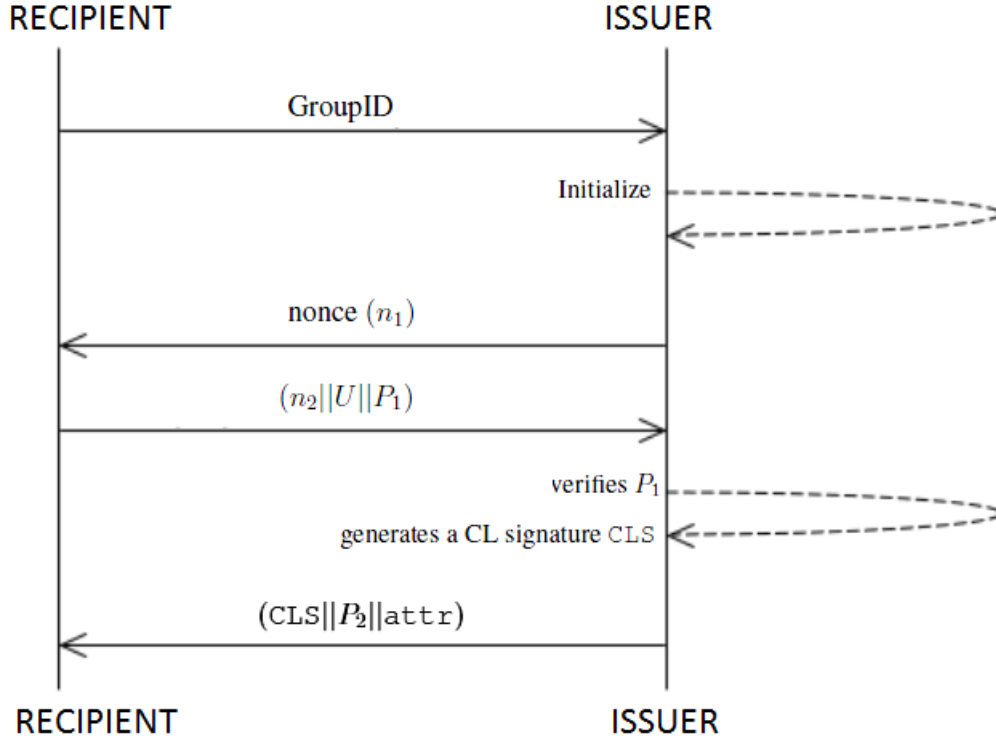 RECIPIENT ISSUER
GroupID
Initialize
nonce (n₁)
(n₂||U||P₁)
verifies P₁
generates a CL signature CLS
(CLS||P₂||attr)
RECIPIENT ISSUER